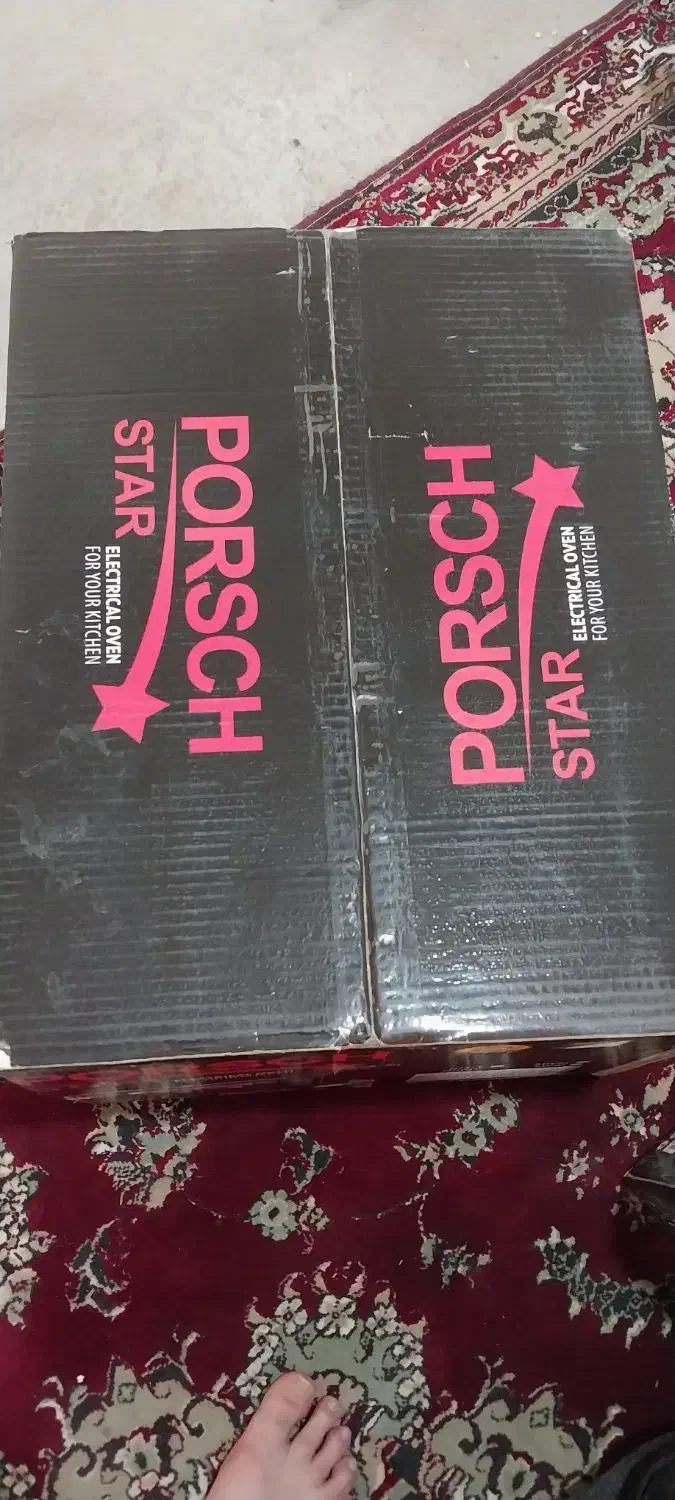 PORSCH
STAR
ELECTRICAL OVEN
FOR YOUR KITCHEN
PORSCH
STAR
ELECTRICAL OVEN
FOR YOUR KITCHEN